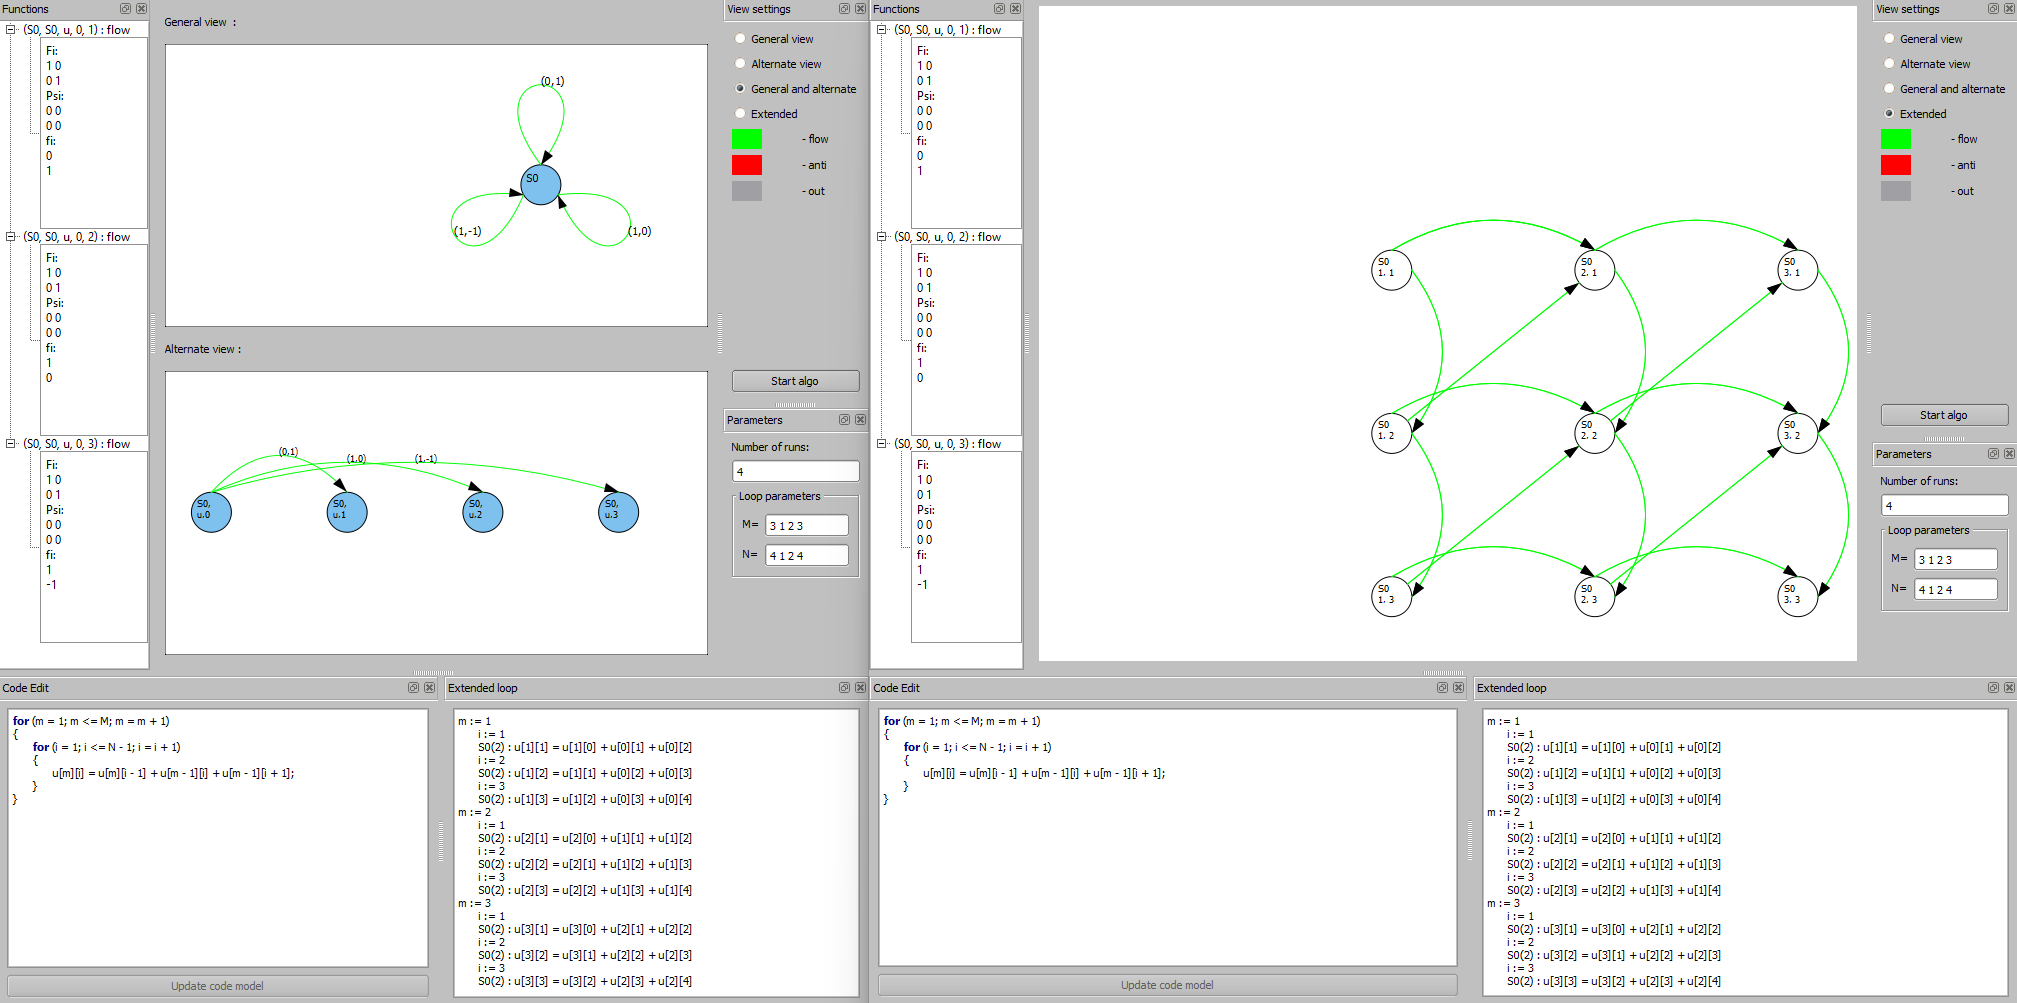 Functions
(S0, S0, u, 0, 1) : flow
Fi:
1 0
0 1
Psi:
0 0
0 0
fi:
0
1
(S0, S0, u, 0, 2) : flow
Fi:
1 0
0 1
Psi:
0 0
0 0
fi:
1
0
(S0, S0, u, 0, 3) : flow
Fi:
1 0
0 1
Psi:
0 0
0 0
fi:
1
-1
General view :
(0,1)
S0
(1,-1)
(1,0)
Alternate view :
(0,1)
(1,0)
(1,-1)
S0,
u.0
S0,
u.1
S0,
u.2
S0,
u.3
View settings
General view
Alternate view
General and alternate
Extended
- flow
- anti
- out
Start algo
Parameters
Number of runs:
4
Loop parameters
M= 3 1 2 3
N= 4 1 2 4
Code Edit
for (m = 1; m <= M; m = m + 1)
{
for (i = 1; i <= N - 1; i = i + 1)
{
u[m][i] = u[m][i - 1] + u[m - 1][i] + u[m - 1][i + 1];
}
}
Update code model
Extended loop
m := 1
i := 1
S0(2) : u[1][1] = u[1][0] + u[0][1] + u[0][2]
i := 2
S0(2) : u[1][2] = u[1][1] + u[0][2] + u[0][3]
i := 3
S0(2) : u[1][3] = u[1][2] + u[0][3] + u[0][4]
m := 2
i := 1
S0(2) : u[2][1] = u[2][0] + u[1][1] + u[1][2]
i := 2
S0(2) : u[2][2] = u[2][1] + u[1][2] + u[1][3]
i := 3
S0(2) : u[2][3] = u[2][2] + u[1][3] + u[1][4]
m := 3
i := 1
S0(2) : u[3][1] = u[3][0] + u[2][1] + u[2][2]
i := 2
S0(2) : u[3][2] = u[3][1] + u[2][2] + u[2][3]
i := 3
S0(2) : u[3][3] = u[3][2] + u[2][3] + u[2][4]
Functions
(S0, S0, u, 0, 1) : flow
Fi:
1 0
0 1
Psi:
0 0
0 0
fi:
0
1
(S0, S0, u, 0, 2) : flow
Fi:
1 0
0 1
Psi:
0 0
0 0
fi:
1
0
(S0, S0, u, 0, 3) : flow
Fi:
1 0
0 1
Psi:
0 0
0 0
fi:
1
-1
S0
1. 1
S0
2. 1
S0
3. 1
S0
1. 2
S0
2. 2
S0
3. 2
S0
1. 3
S0
2. 3
S0
3. 3
View settings
General view
Alternate view
General and alternate
Extended
- flow
- anti
- out
Start algo
Parameters
Number of runs:
4
Loop parameters
M= 3 1 2 3
N= 4 1 2 4
Code Edit
for (m = 1; m <= M; m = m + 1)
{
for (i = 1; i <= N - 1; i = i + 1)
{
u[m][i] = u[m][i - 1] + u[m - 1][i] + u[m - 1][i + 1];
}
}
Update code model
Extended loop
m := 1
i := 1
S0(2) : u[1][1] = u[1][0] + u[0][1] + u[0][2]
i := 2
S0(2) : u[1][2] = u[1][1] + u[0][2] + u[0][3]
i := 3
S0(2) : u[1][3] = u[1][2] + u[0][3] + u[0][4]
m := 2
i := 1
S0(2) : u[2][1] = u[2][0] + u[1][1] + u[1][2]
i := 2
S0(2) : u[2][2] = u[2][1] + u[1][2] + u[1][3]
i := 3
S0(2) : u[2][3] = u[2][2] + u[1][3] + u[1][4]
m := 3
i := 1
S0(2) : u[3][1] = u[3][0] + u[2][1] + u[2][2]
i := 2
S0(2) : u[3][2] = u[3][1] + u[2][2] + u[2][3]
i := 3
S0(2) : u[3][3] = u[3][2] + u[2][3] + u[2][4]